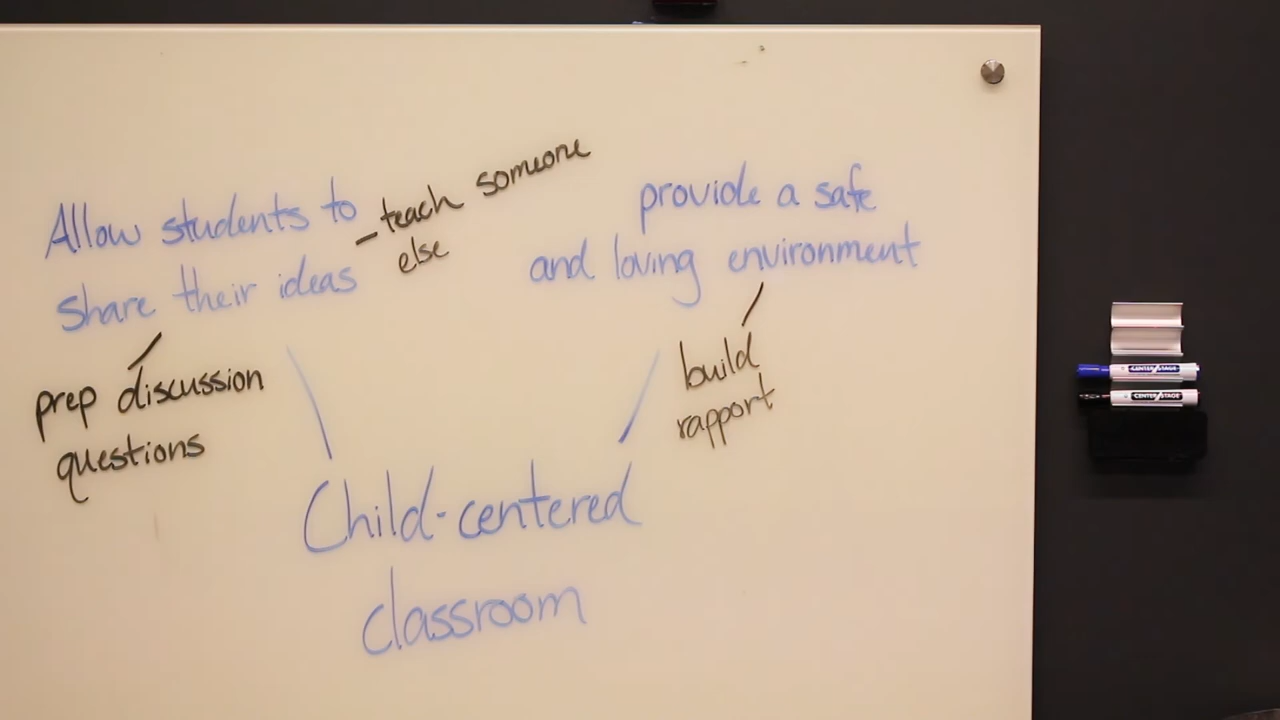 Allow students to
share their ideas
- teach someone
else
prep discussion
questions
provide a safe
and loving environment
build
rapport
Child-centered
classroom
CENTER STAGE
CENTER STAGE